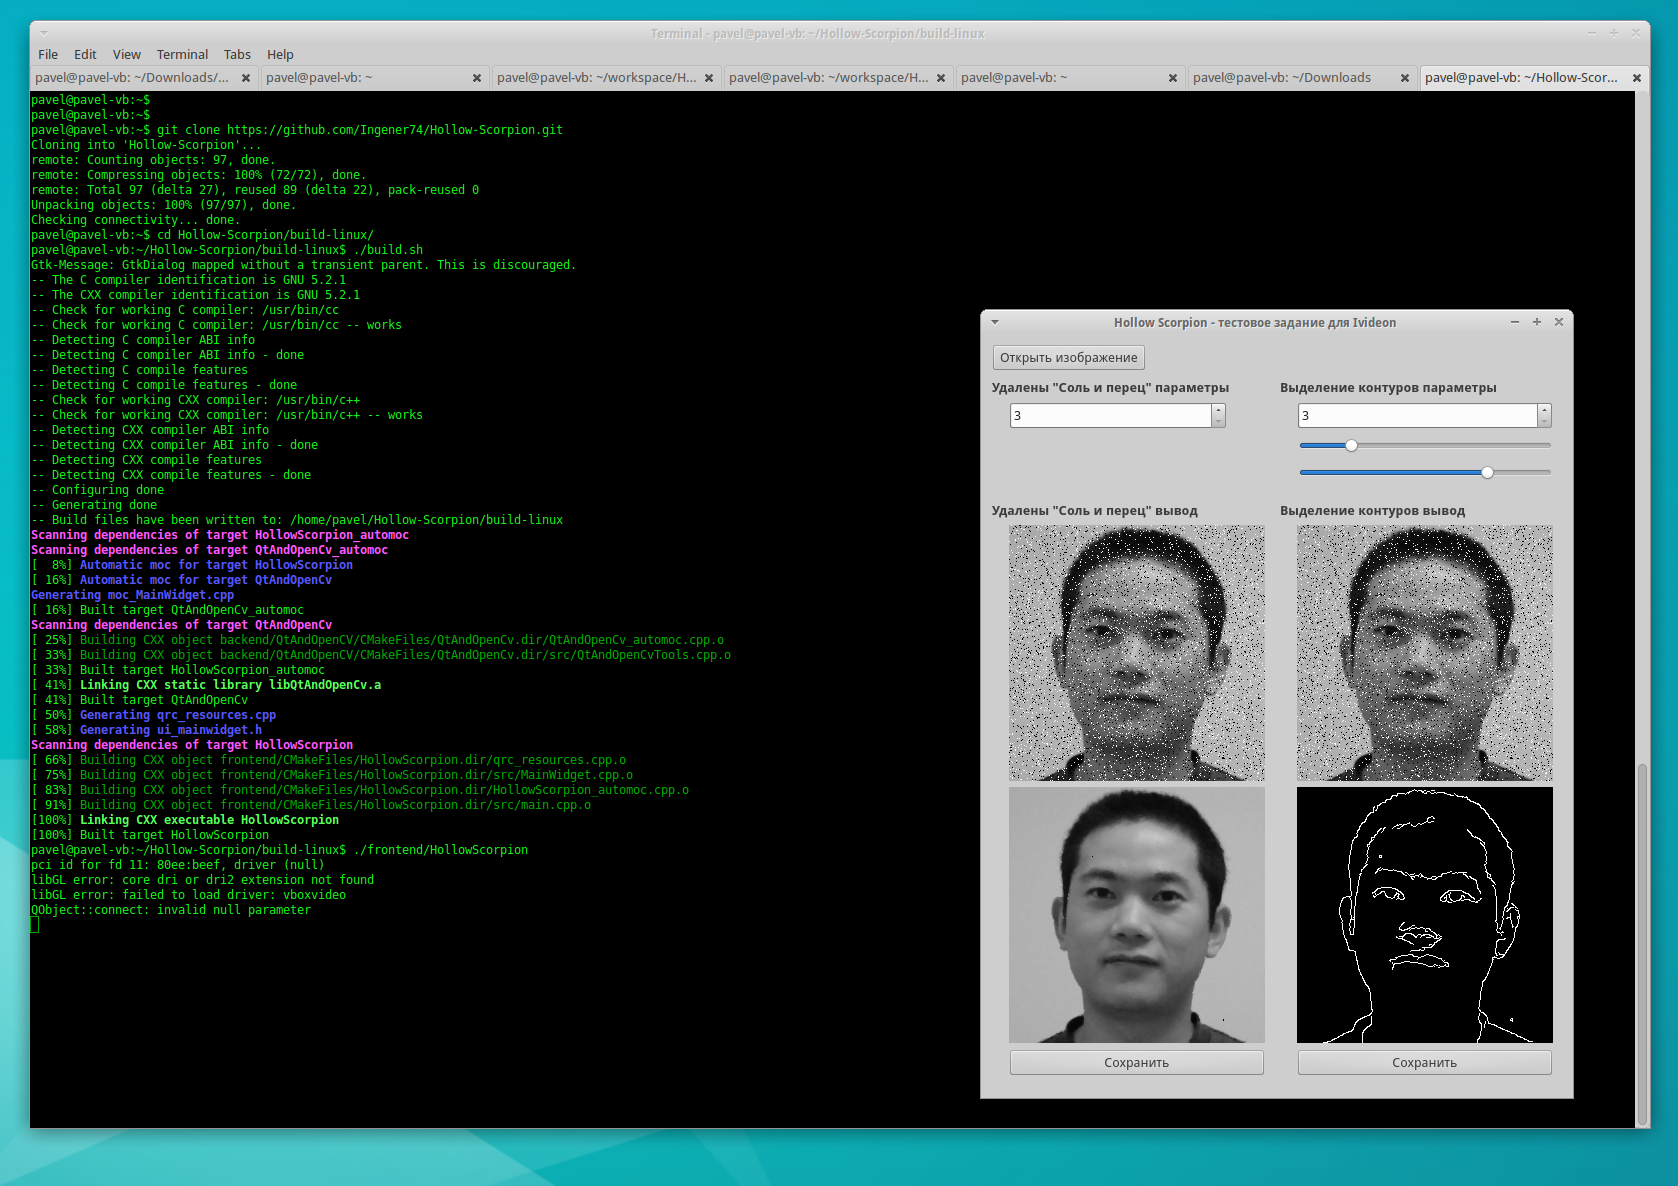 Terminal - pavel@pavel-vb: ~/Hollow-Scorpion/build-linux
File Edit View Terminal Tabs Help
pavel@pavel-vb: ~/Downloads/... pavel@pavel-vb: ~ pavel@pavel-vb: ~/workspace/H... pavel@pavel-vb: ~/workspace/H... pavel@pavel-vb: ~ pavel@pavel-vb: ~/Downloads pavel@pavel-vb: ~/Hollow-Scor...
pavel@pavel-vb:~$
pavel@pavel-vb:~$
pavel@pavel-vb:~$ git clone https://github.com/Ingener74/Hollow-Scorpion.git
Cloning into 'Hollow-Scorpion'...
remote: Counting objects: 97, done.
remote: Compressing objects: 100% (72/72), done.
remote: Total 97 (delta 27), reused 89 (delta 22), pack-reused 0
Unpacking objects: 100% (97/97), done.
Checking connectivity... done.
pavel@pavel-vb:~$ cd Hollow-Scorpion/build-linux/
pavel@pavel-vb:~/Hollow-Scorpion/build-linux$ ./build.sh
Gtk-Message: GtkDialog mapped without a transient parent. This is discouraged.
-- The C compiler identification is GNU 5.2.1
-- The CXX compiler identification is GNU 5.2.1
-- Check for working C compiler: /usr/bin/cc
-- Check for working C compiler: /usr/bin/cc -- works
-- Detecting C compiler ABI info
-- Detecting C compiler ABI info - done
-- Detecting C compile features
-- Detecting C compile features - done
-- Check for working CXX compiler: /usr/bin/c++
-- Check for working CXX compiler: /usr/bin/c++ -- works
-- Detecting CXX compiler ABI info
-- Detecting CXX compiler ABI info - done
-- Detecting CXX compile features
-- Detecting CXX compile features - done
-- Configuring done
-- Generating done
-- Build files have been written to: /home/pavel/Hollow-Scorpion/build-linux
Scanning dependencies of target HollowScorpion_automoc
Scanning dependencies of target QtAndOpenCv_automoc
[  8%] Automatic moc for target HollowScorpion
[ 16%] Automatic moc for target QtAndOpenCv
Generating moc_MainWidget.cpp
[ 16%] Built target QtAndOpenCv_automoc
Scanning dependencies of target QtAndOpenCv
[ 25%] Building CXX object backend/QtAndOpenCV/CMakeFiles/QtAndOpenCv.dir/QtAndOpenCv_automoc.cpp.o
[ 33%] Building CXX object backend/QtAndOpenCV/CMakeFiles/QtAndOpenCv.dir/src/QtAndOpenCvTools.cpp.o
[ 33%] Built target HollowScorpion_automoc
[ 41%] Linking CXX static library libQtAndOpenCv.a
[ 41%] Built target QtAndOpenCv
[ 50%] Generating qrc_resources.cpp
[ 58%] Generating ui_mainwidget.h
Scanning dependencies of target HollowScorpion
[ 66%] Building CXX object frontend/CMakeFiles/HollowScorpion.dir/qrc_resources.cpp.o
[ 75%] Building CXX object frontend/CMakeFiles/HollowScorpion.dir/src/MainWidget.cpp.o
[ 83%] Building CXX object frontend/CMakeFiles/HollowScorpion.dir/HollowScorpion_automoc.cpp.o
[ 91%] Building CXX object frontend/CMakeFiles/HollowScorpion.dir/src/main.cpp.o
[100%] Linking CXX executable HollowScorpion
[100%] Built target HollowScorpion
pavel@pavel-vb:~/Hollow-Scorpion/build-linux$ ./frontend/HollowScorpion
pci id for fd 11: 80ee:beef, driver (null)
libGL error: core dri or dri2 extension not found
libGL error: failed to load driver: vboxvideo
QObject::connect: invalid null parameter
Hollow Scorpion - тестовое задание для Ivideon
Открыть изображение
Удалены "Соль и перец" параметры Выделение контуров параметры
3 3
Удалены "Соль и перец" вывод Выделение контуров вывод
Сохранить Сохранить